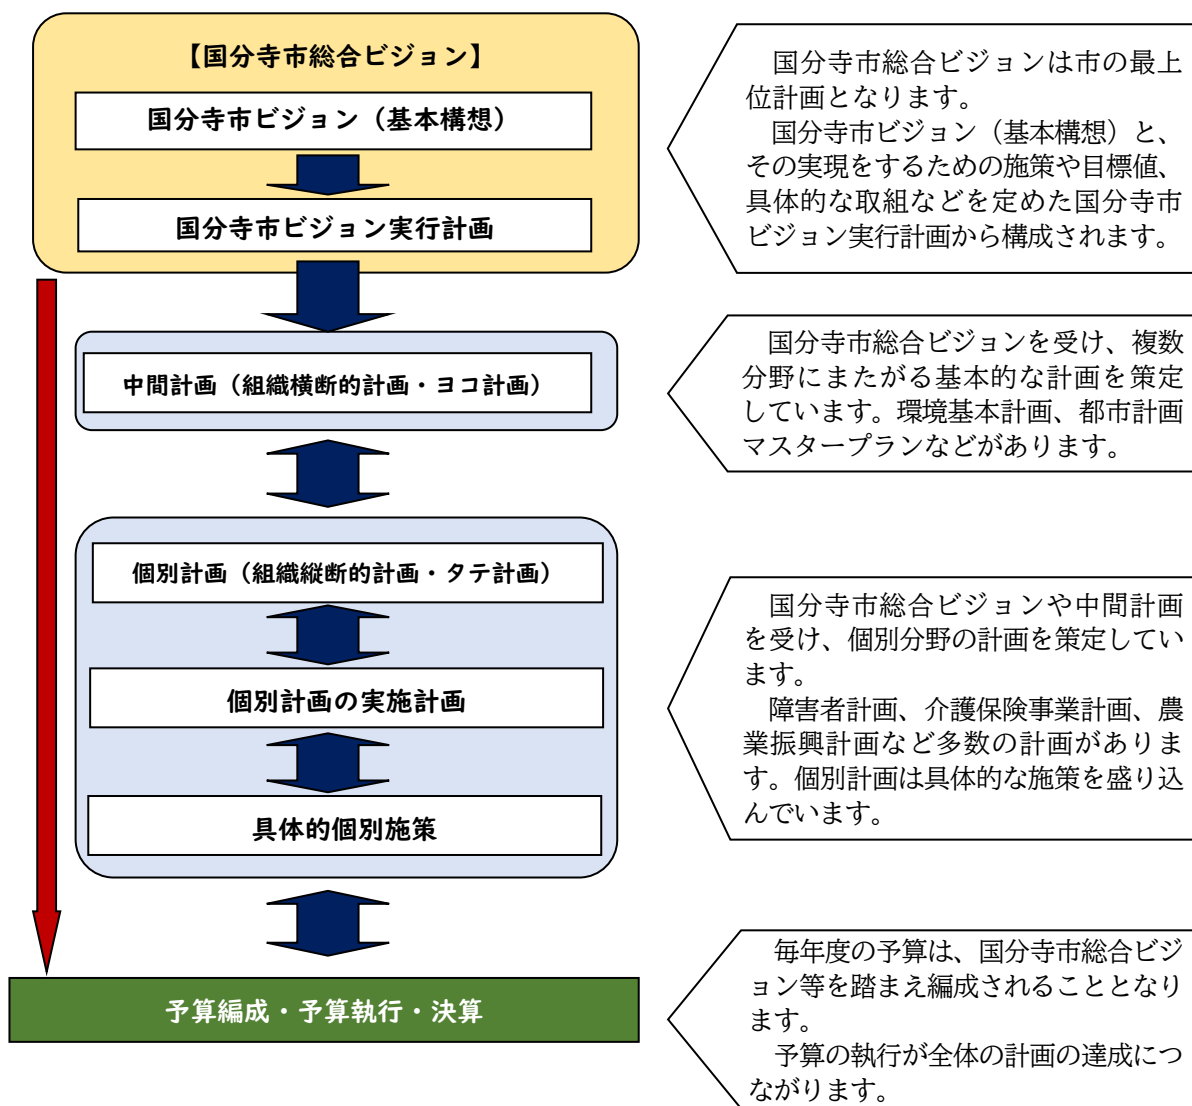 【国分寺市総合ビジョン】
国分寺市ビジョン（基本構想）
国分寺市ビジョン実行計画
国分寺市総合ビジョンは市の最上
位計画となります。
国分寺市ビジョン（基本構想）と、
その実現をするための施策や目標値、
具体的な取組などを定めた国分寺市
ビジョン実行計画から構成されます。
中間計画（組織横断的計画・ヨコ計画）
国分寺市総合ビジョンを受け、複数
分野にまたがる基本的な計画を策定
しています。環境基本計画、都市計画
マスタープランなどがあります。
個別計画（組織縦断的計画・タテ計画）
個別計画の実施計画
具体的個別施策
国分寺市総合ビジョンや中間計画
を受け、個別分野の計画を策定してい
ます。
障害者計画、介護保険事業計画、農
業振興計画など多数の計画がありま
す。個別計画は具体的な施策を盛り込
んでいます。
予算編成・予算執行・決算
毎年度の予算は、国分寺市総合ビジ
ョン等を踏まえ編成されることとなり
ます。
予算の執行が全体の計画の達成につ
ながります。